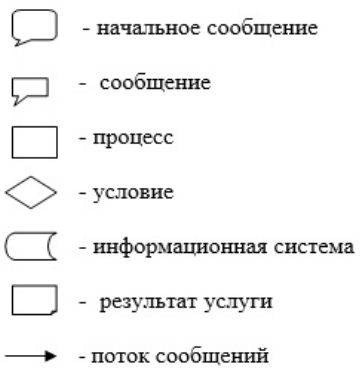 - начальное сообщение
- сообщение
- процесс
- условие
- информационная система
- результат услуги
- поток сообщений